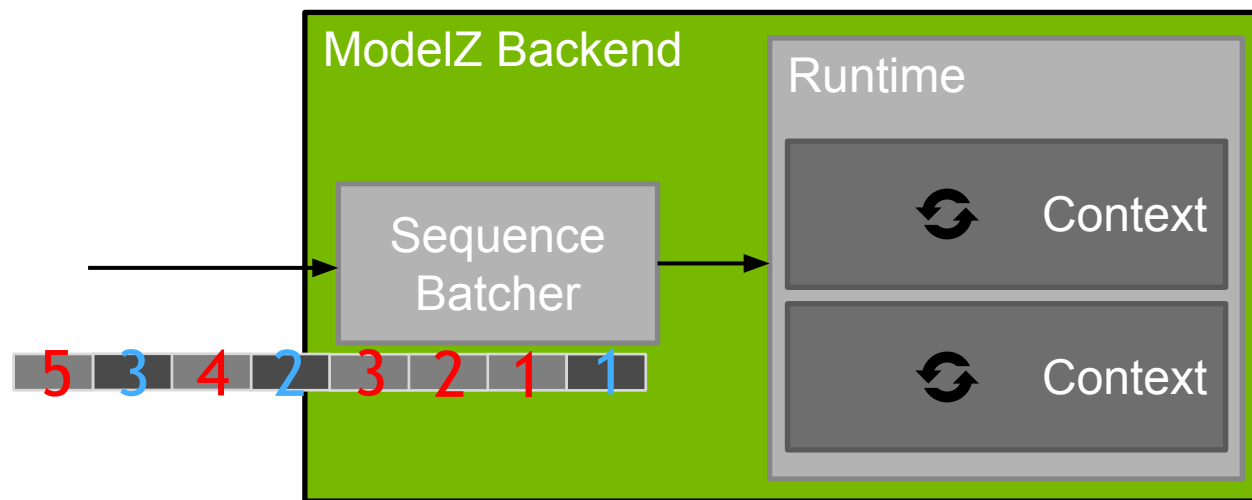 ModelZ Backend
Runtime
Context
Sequence
Batcher
Context
5 3 4 2 3 2 1 1